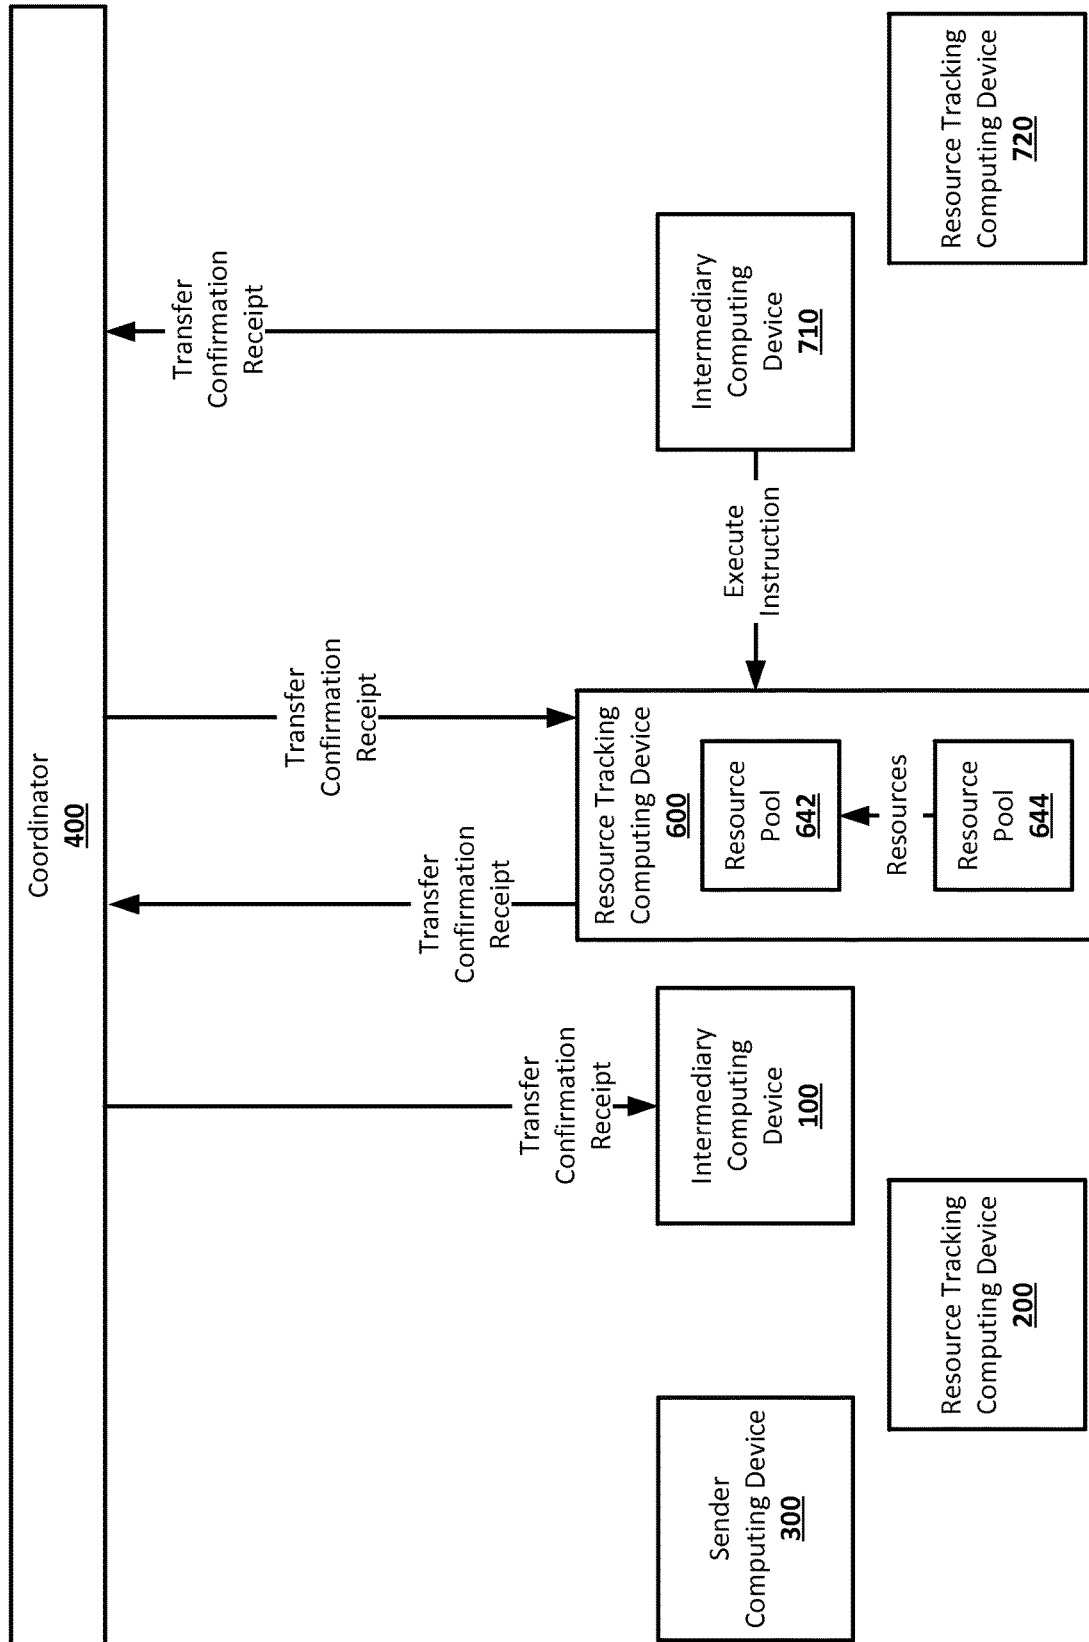 Coordinator
400
Transfer
Confirmation
Receipt
Transfer
Confirmation
Receipt
Transfer
Confirmation
Receipt
Transfer
Confirmation
Receipt
Sender
Computing Device
300
Resource Tracking
Computing Device
200
Intermediary
Computing
Device
100
Resource Tracking
Computing Device
600
Resource
Pool
642
Resources
Resource
Pool
644
Execute
Instruction
Intermediary
Computing
Device
710
Resource Tracking
Computing Device
720